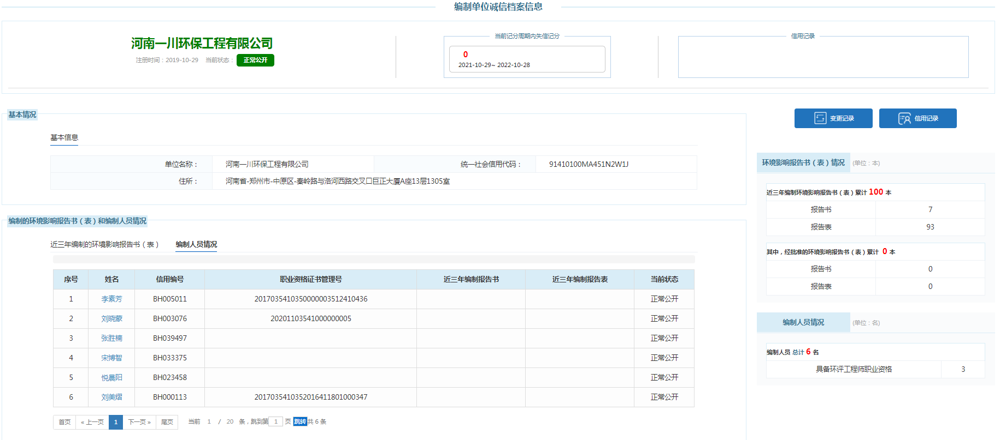 编制单位诚信档案信息
河南一川环保工程有限公司
注册时间：2019-10-29 当前状态： 正常公开
当前记分周期内失信记分
0
2021-10-29~ 2022-10-28
信用记录
基本情况
变更记录
信用记录
基本信息
单位名称： 河南一川环保工程有限公司 统一社会信用代码： 91410100MA451N2W1J
住所： 河南省-郑州市-中原区-秦岭路与洛河西路交叉口巨正大厦A座13层1305室
环境影响报告书（表）情况 (单位：本)
近三年编制环境影响报告书（表）累计 100 本
报告书 7
报告表 93
其中，经批准的环境影响报告书（表）累计 0 本
报告书 0
报告表 0
编制人员情况 (单位：名)
编制人员 总计 6 名
具备环评工程师职业资格 3
编制的环境影响报告书（表）和编制人员情况
近三年编制的环境影响报告书（表） 编制人员情况
序号 姓名 信用编号 职业资格证书管理号 近三年编制报告书 近三年编制报告表 当前状态
1 李素芳 BH005011 2017035410350000003512410436 正常公开
2 刘晓蒙 BH003076 20201103541000000005 正常公开
3 张胜楠 BH039497 正常公开
4 宋博智 BH033375 正常公开
5 悦晨阳 BH023458 正常公开
6 刘美熠 BH000113 2017035410352016411801000347 正常公开
首页 « 上一页 1 下一页 » 尾页 当前 1 / 20 条，跳到第 1 页 跳转 共 6 条